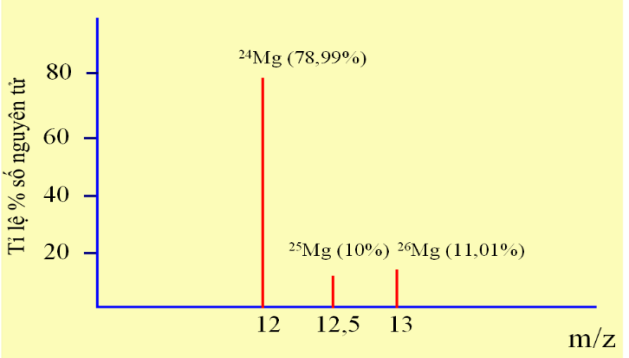 Tỉ lệ % số nguyên tử
80
60
40
20
²⁴Mg (78,99%)
²⁵Mg (10%) ²⁶Mg (11,01%)
12 12,5 13
m/z